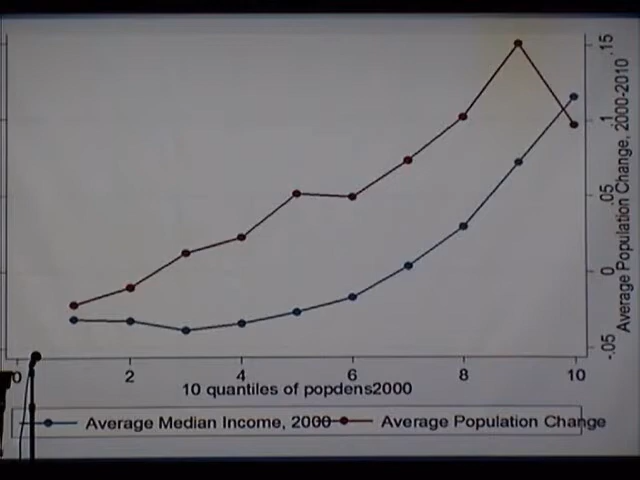 .15
.1
.05
0
-.05
Average Population Change, 2000-2010
0 2 4 6 8 10
10 quantiles of popdens2000
Average Median Income, 2000 Average Population Change